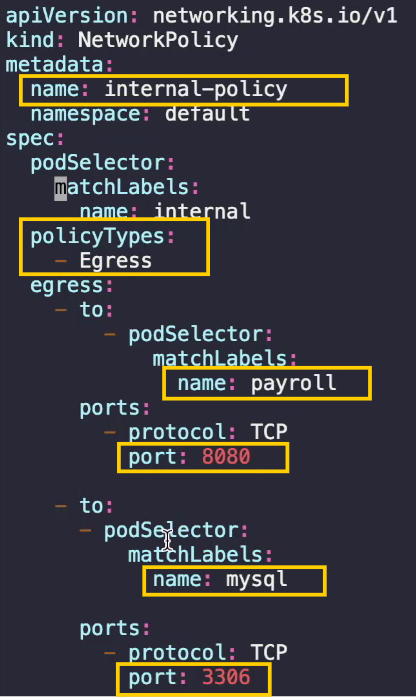 apiVersion: networking.k8s.io/v1
kind: NetworkPolicy
metadata:
  name: internal-policy
  namespace: default
spec:
  podSelector:
    matchLabels:
      name: internal
  policyTypes:
    - Egress
  egress:
    - to:
        - podSelector:
            matchLabels:
              name: payroll
      ports:
        - protocol: TCP
          port: 8080
    - to:
      - podSelector:
          matchLabels:
            name: mysql
      ports:
        - protocol: TCP
          port: 3306